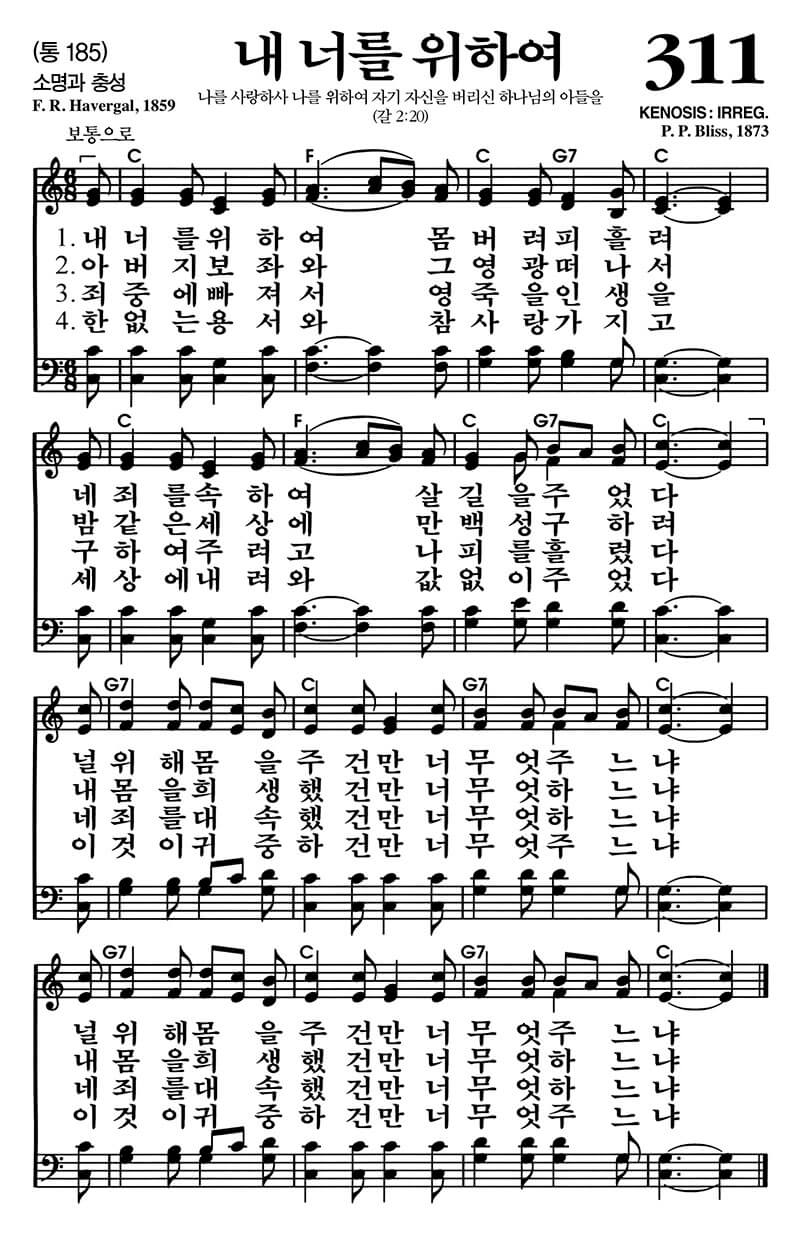 (통 185)
소명과 충성
F. R. Havergal, 1859
내 너를 위하여
나를 사랑하사 나를 위하여 자기 자신을 버리신 하나님의 아들을
(갈 2:20)
311
KENOSIS : IRREG.
P. P. Bliss, 1873
보통으로
C F C G7 C
6 8
1. 내 너 를 위 하 여 몸 버 려 피 흘 려
2. 아 버 지 보 좌 와 그 영 광 떠 나 서
3. 죄 중 에 빠 져 서 영 죽 을 인 생 을
4. 한 없 는 용 서 와 참 사 랑 가 지 고
6 8
C F C G7 C
네 죄 를 속 하 여 살 길 을 주 었 다
밤 같 은 세 상 에 만 백 성 구 하 려
구 하 여 주 려 고 나 피 를 흘 렸 다
세 상 에 내 려 와 값 없 이 주 었 다
G7 C G7 C
널 위 해 몸 을 주 건 만 너 무 엇 주 느 냐
내 몸 을 희 생 했 건 만 너 무 엇 하 느 냐
네 죄 를 대 속 했 건 만 너 무 엇 하 느 냐
이 것 이 귀 중 하 건 만 너 무 엇 주 느 냐
G7 C G7 C
널 위 해 몸 을 주 건 만 너 무 엇 주 느 냐
내 몸 을 희 생 했 건 만 너 무 엇 하 느 냐
네 죄 를 대 속 했 건 만 너 무 엇 하 느 냐
이 것 이 귀 중 하 건 만 너 무 엇 주 느 냐